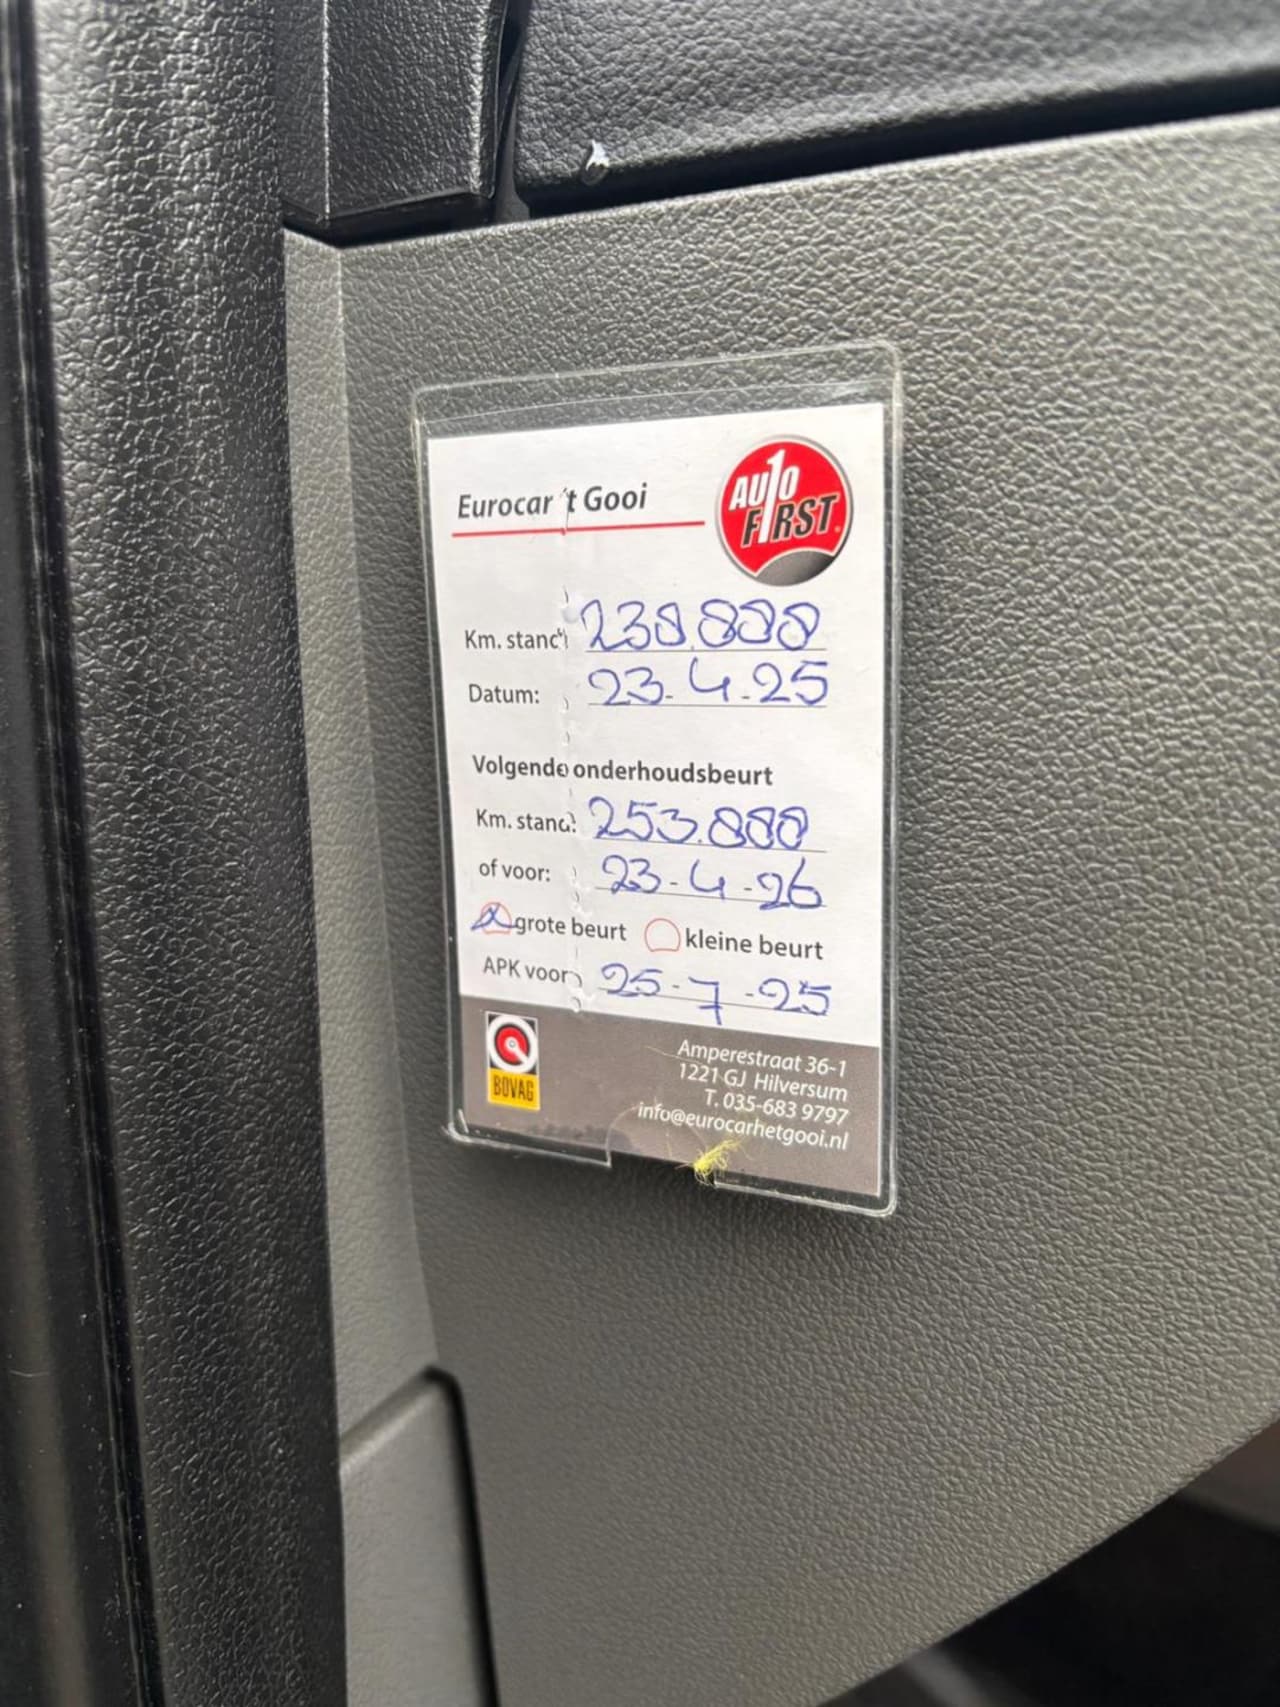 Eurocar 't Gooi
AUTO
FIRST
Km. stand: 238.888
Datum: 23-4-25
Volgende onderhoudsbeurt
Km. stand: 253.888
of voor: 23-4-26
grote beurt kleine beurt
APK voor: 25-7-25
BOVAG
Amperestraat 36-1
1221 GJ Hilversum
T. 035-683 9797
info@eurocarhetgooi.nl